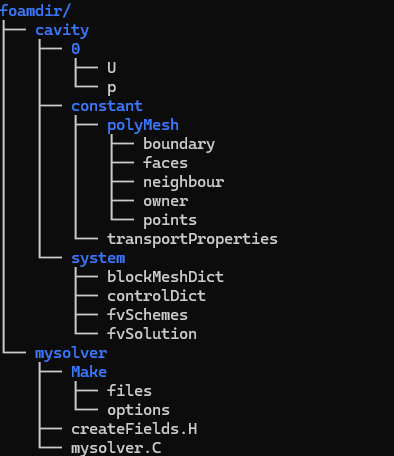 foamdir/
cavity
0
U
p
constant
polyMesh
boundary
faces
neighbour
owner
points
transportProperties
system
blockMeshDict
controlDict
fvSchemes
fvSolution
mysolver
Make
files
options
createFields.H
mysolver.C